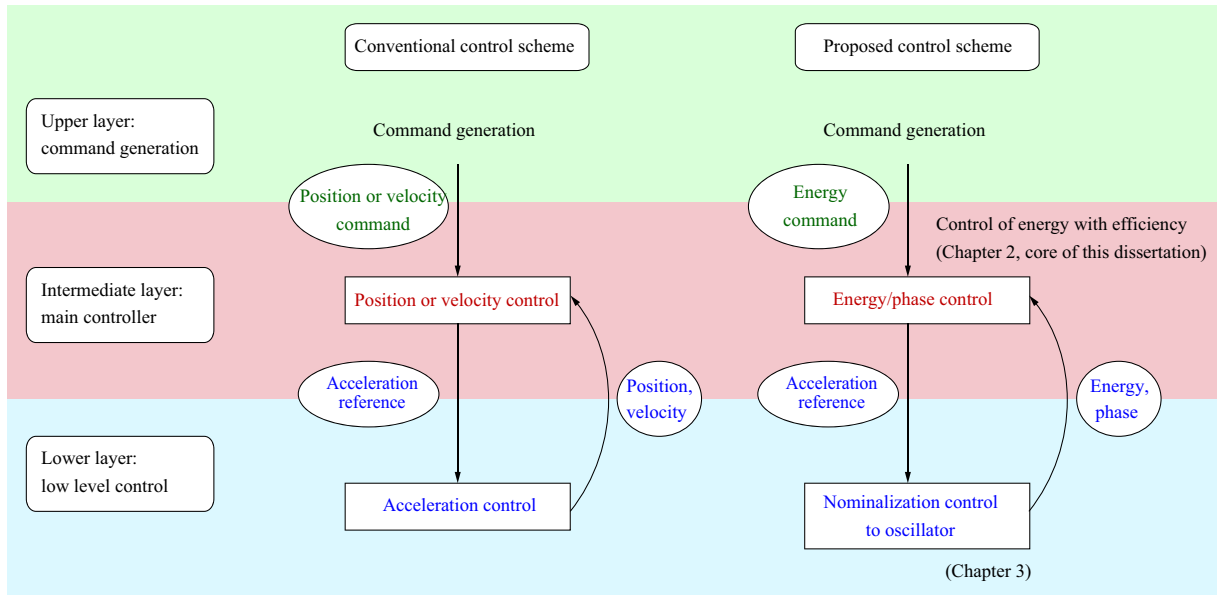 Conventional control scheme
Proposed control scheme
Upper layer:
command generation
Command generation
Command generation
Position or velocity
command
Energy
command
Control of energy with efficiency
(Chapter 2, core of this dissertation)
Intermediate layer:
main controller
Position or velocity control
Energy/phase control
Acceleration
reference
Position,
velocity
Acceleration
reference
Energy,
phase
Lower layer:
low level control
Acceleration control
Nominalization control
to oscillator
(Chapter 3)